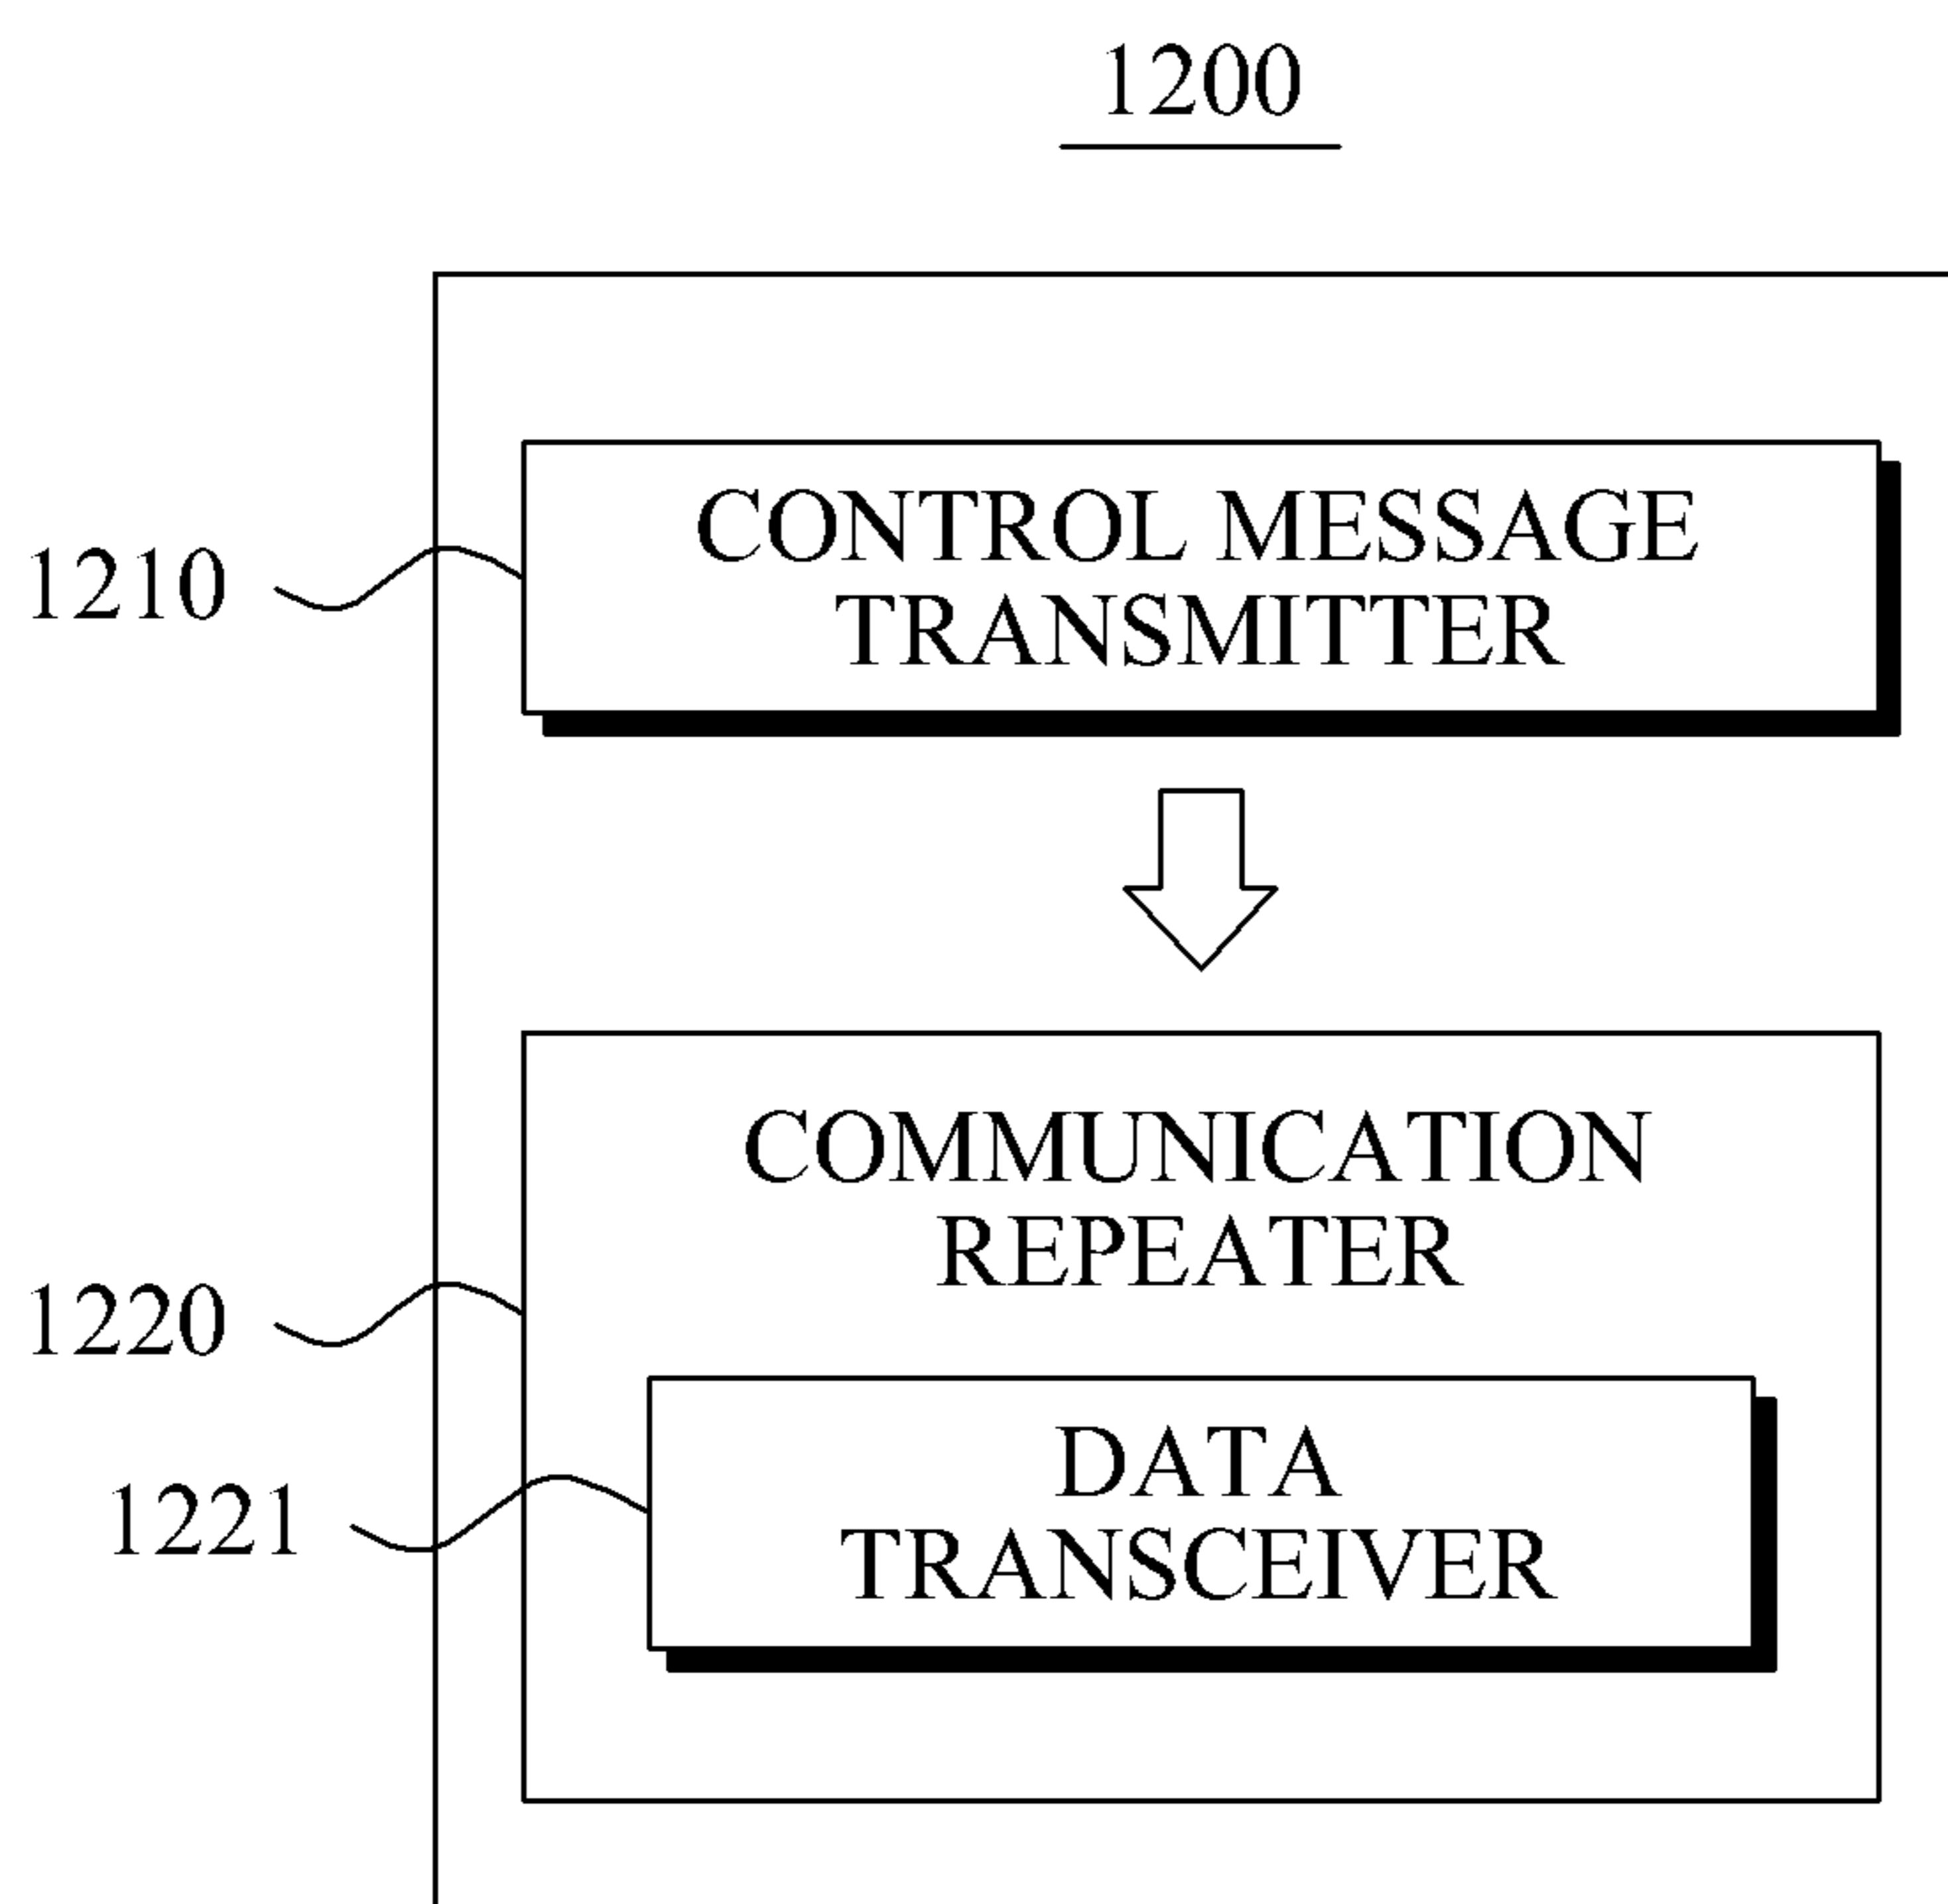 1200
1210
CONTROL MESSAGE
TRANSMITTER
1220
COMMUNICATION
REPEATER
1221
DATA
TRANSCEIVER